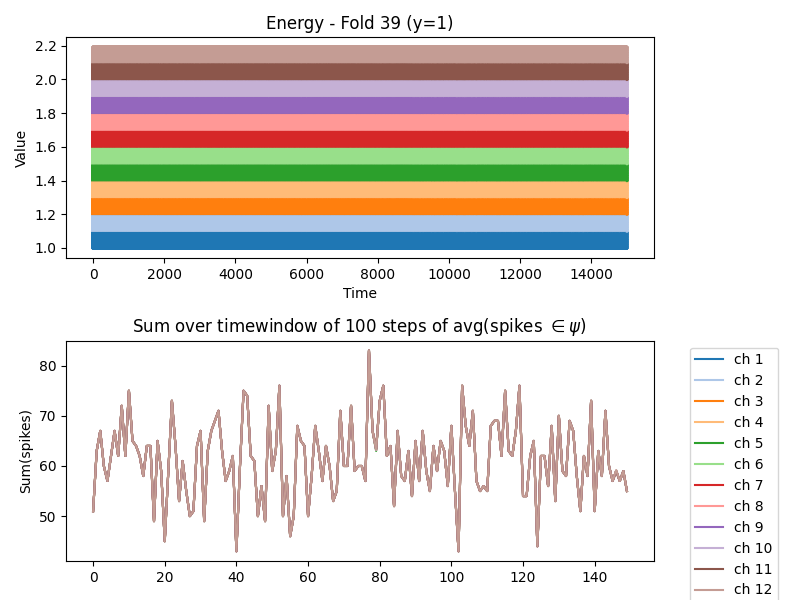 Energy - Fold 39 (y=1)
2.2
2.0
1.8
1.6
1.4
1.2
1.0
Value
0 2000 4000 6000 8000 10000 12000 14000
Time
Sum over timewindow of 100 steps of avg(spikes ∈ ψ)
80
70
60
50
Sum(spikes)
0 20 40 60 80 100 120 140
ch 1
ch 2
ch 3
ch 4
ch 5
ch 6
ch 7
ch 8
ch 9
ch 10
ch 11
ch 12